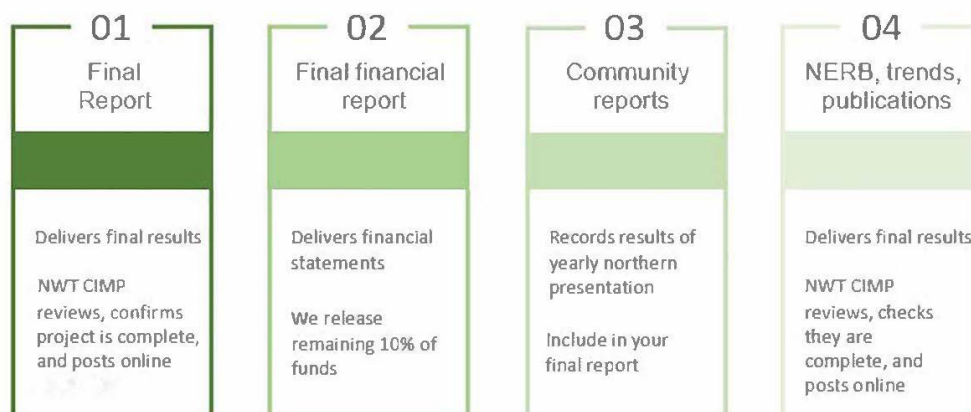 01
Final
Report
Delivers final results
NWT CIMP
reviews, confirms
project is complete,
and posts online
02
Final financial
report
Delivers financial
statements
We release
remaining 10% of
funds
03
Community
reports
Records results of
yearly northern
presentation
Include in your
final report
04
NERB, trends,
publications
Delivers final results
NWT CIMP
reviews, checks
they are
complete, and
posts online